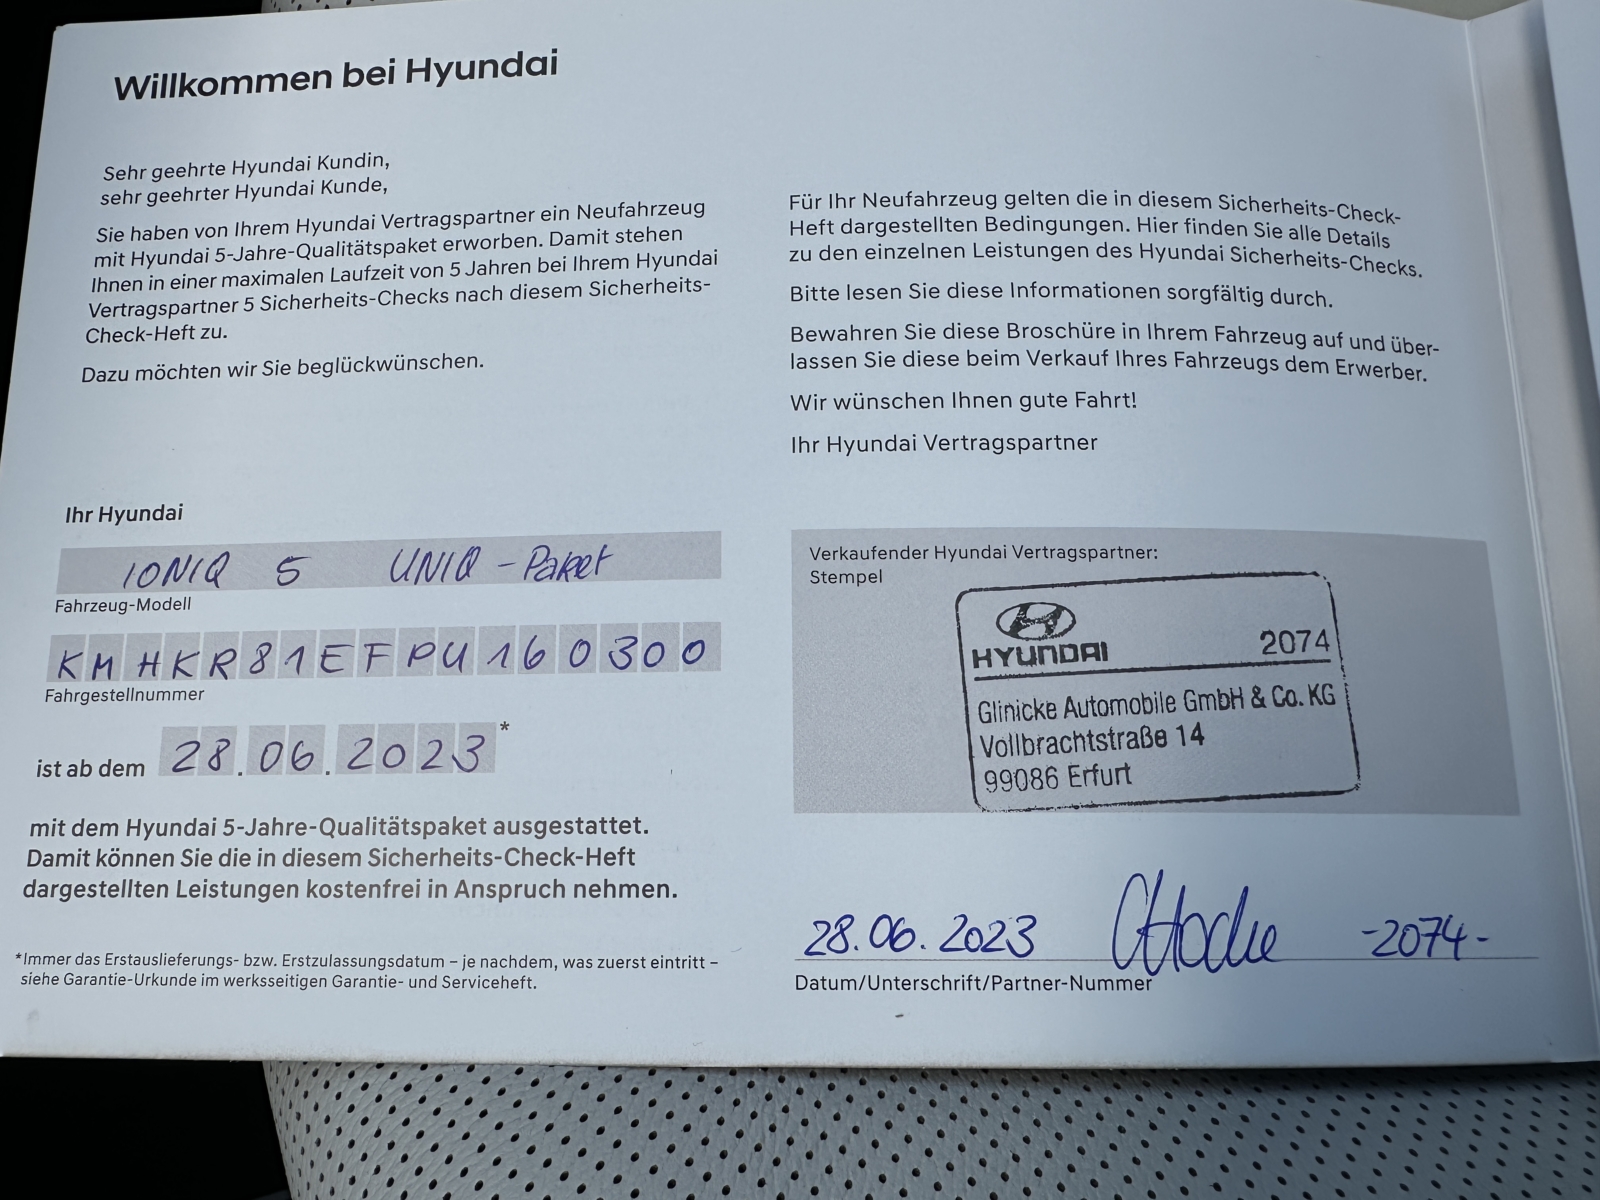 Willkommen bei Hyundai
Sehr geehrte Hyundai Kundin,
sehr geehrter Hyundai Kunde,
Sie haben von Ihrem Hyundai Vertragspartner ein Neufahrzeug
mit Hyundai 5-Jahre-Qualitätspaket erworben. Damit stehen
Ihnen in einer maximalen Laufzeit von 5 Jahren bei Ihrem Hyundai
Vertragspartner 5 Sicherheits-Checks nach diesem Sicherheits-
Check-Heft zu.
Dazu möchten wir Sie beglückwünschen.
Für Ihr Neufahrzeug gelten die in diesem Sicherheits-Check-
Heft dargestellten Bedingungen. Hier finden Sie alle Details
zu den einzelnen Leistungen des Hyundai Sicherheits-Checks.
Bitte lesen Sie diese Informationen sorgfältig durch.
Bewahren Sie diese Broschüre in Ihrem Fahrzeug auf und über-
lassen Sie diese beim Verkauf Ihres Fahrzeugs dem Erwerber.
Wir wünschen Ihnen gute Fahrt!
Ihr Hyundai Vertragspartner
Ihr Hyundai
IONIQ 5 UNIQ-Paket
Fahrzeug-Modell
KMHKR81EFPU160300
Fahrgestellnummer
ist ab dem 28.06.2023*
mit dem Hyundai 5-Jahre-Qualitätspaket ausgestattet.
Damit können Sie die in diesem Sicherheits-Check-Heft
dargestellten Leistungen kostenfrei in Anspruch nehmen.
*Immer das Erstauslieferungs- bzw. Erstzulassungsdatum – je nachdem, was zuerst eintritt –
siehe Garantie-Urkunde im werksseitigen Garantie- und Serviceheft.
Verkaufender Hyundai Vertragspartner:
Stempel
HYUNDAI 2074
Glinicke Automobile GmbH & Co. KG
Vollbrachtstraße 14
99086 Erfurt
28.06.2023 -2074-
Datum/Unterschrift/Partner-Nummer